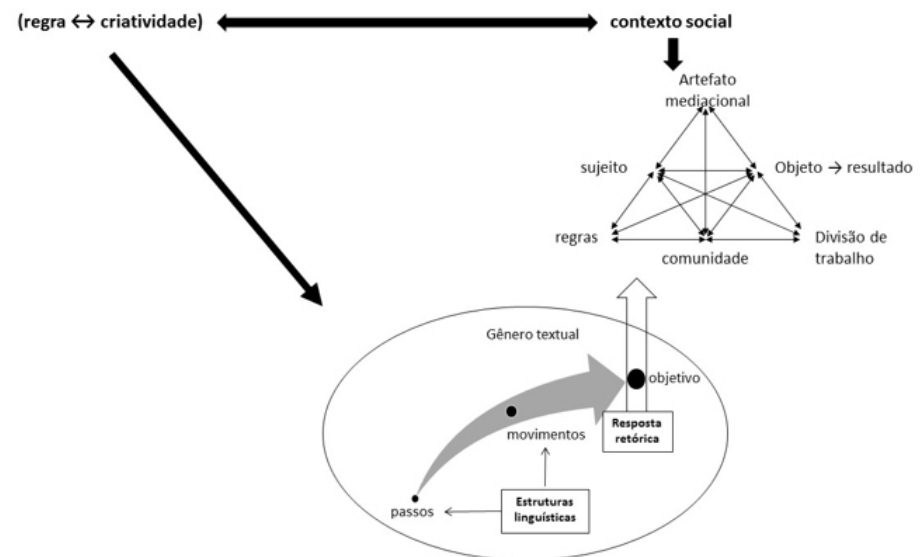 (regra ↔ criatividade)
contexto social
Artefato
mediacional
sujeito
Objeto → resultado
regras
comunidade
Divisão de
trabalho
Gênero textual
objetivo
movimentos
Resposta
retórica
Estruturas
linguísticas
passos